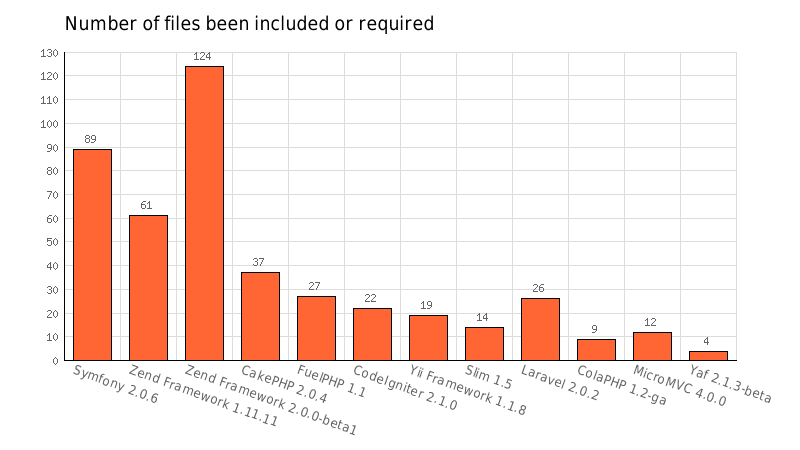 Number of files been included or required
130
120
110
100
90
80
70
60
50
40
30
20
10
0
89
61
124
37
27
22
19
14
26
9
12
4
Symfony 2.0.6
Zend Framework 1.11.11
Zend Framework 2.0.0-beta1
CakePHP 2.0.4
FuelPHP 1.1
CodeIgniter 2.1.0
Yii Framework 1.1.8
Slim 1.5
Laravel 2.0.2
ColaPHP 1.2-ga
MicroMVC 4.0.0
Yaf 2.1.3-beta